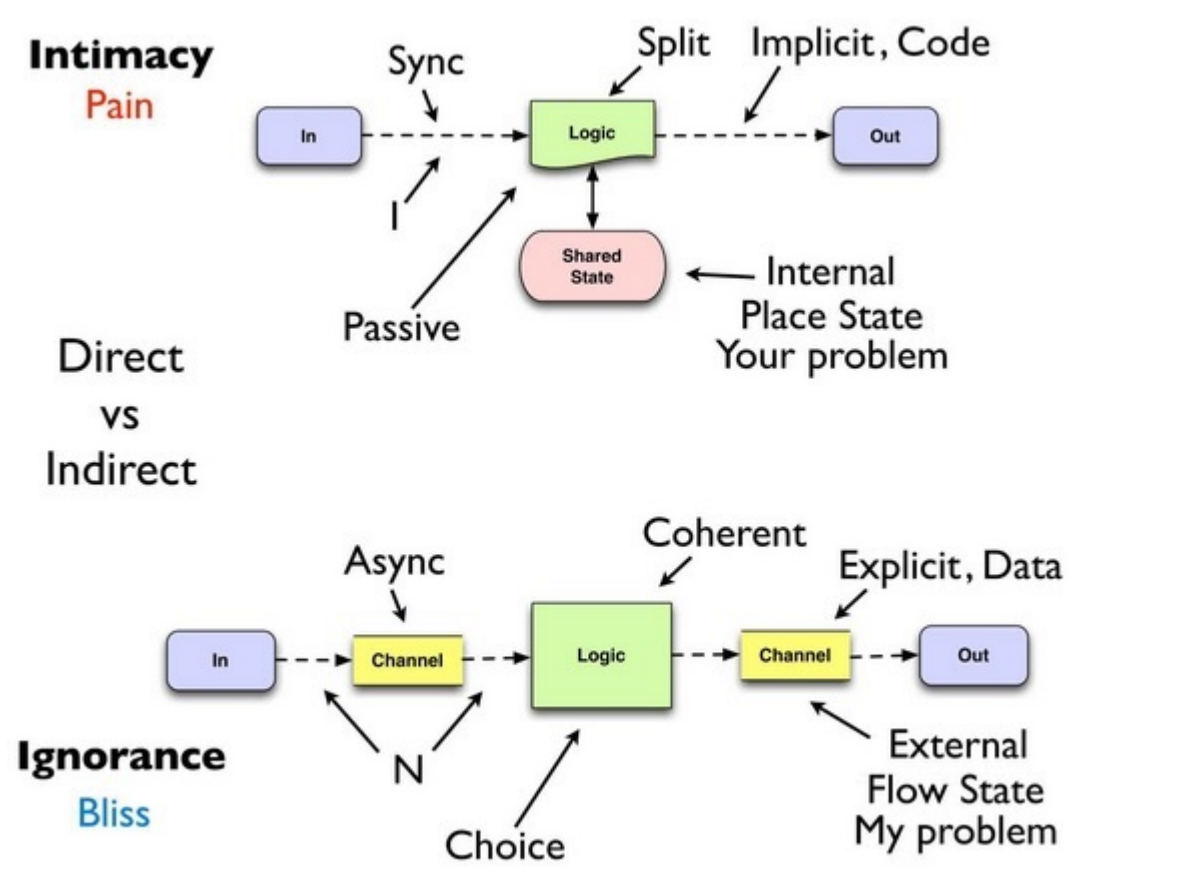 Intimacy
Pain
Sync
Split
Implicit, Code
In
Logic
Out
I
Shared
State
Passive
Internal
Place State
Your problem
Direct
vs
Indirect
Coherent
Async
Explicit, Data
In
Channel
Logic
Channel
Out
N
Ignorance
Bliss
Choice
External
Flow State
My problem